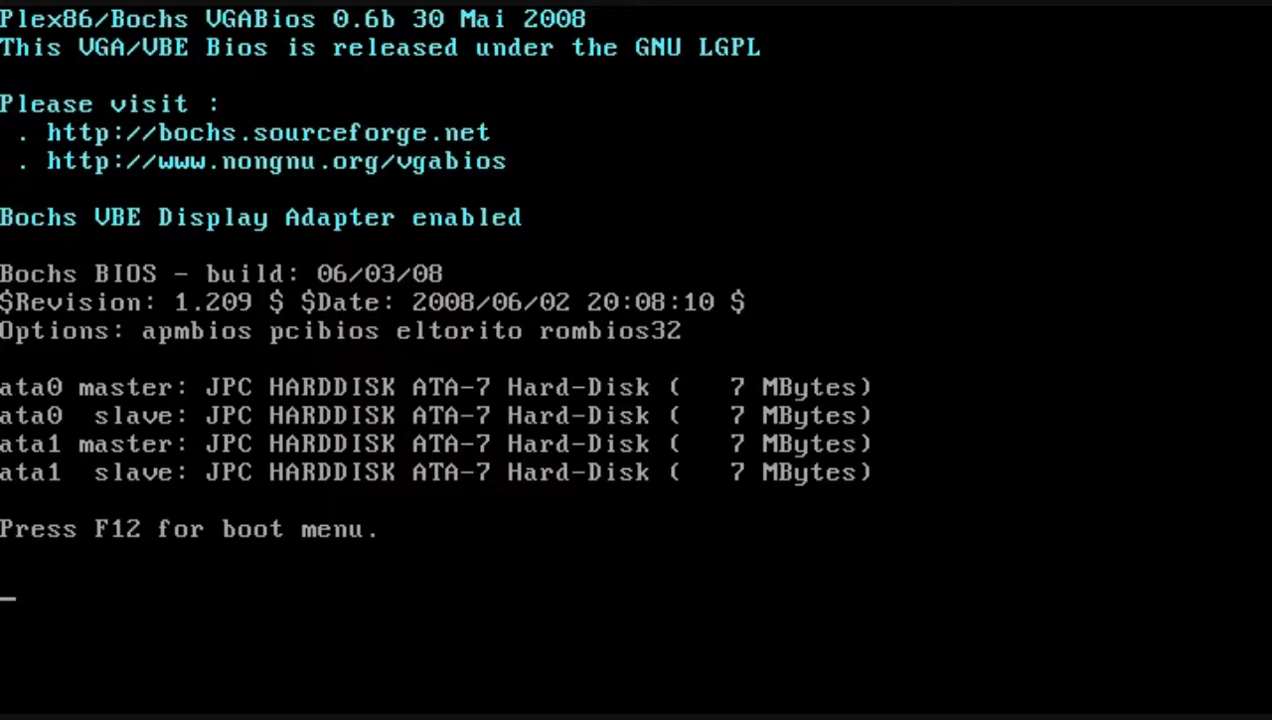 Plex86/Bochs VGABios 0.6b 30 Mai 2008
This VGA/VBE Bios is released under the GNU LGPL
Please visit :
. http://bochs.sourceforge.net
. http://www.nongnu.org/vgabios
Bochs VBE Display Adapter enabled
Bochs BIOS - build: 06/03/08
$Revision: 1.209 $ $Date: 2008/06/02 20:08:10 $
Options: apmbios pcibios eltorito rombios32
ata0 master: JPC HARDDISK ATA-7 Hard-Disk (   7 MBytes)
ata0  slave: JPC HARDDISK ATA-7 Hard-Disk (   7 MBytes)
ata1 master: JPC HARDDISK ATA-7 Hard-Disk (   7 MBytes)
ata1  slave: JPC HARDDISK ATA-7 Hard-Disk (   7 MBytes)
Press F12 for boot menu.
_